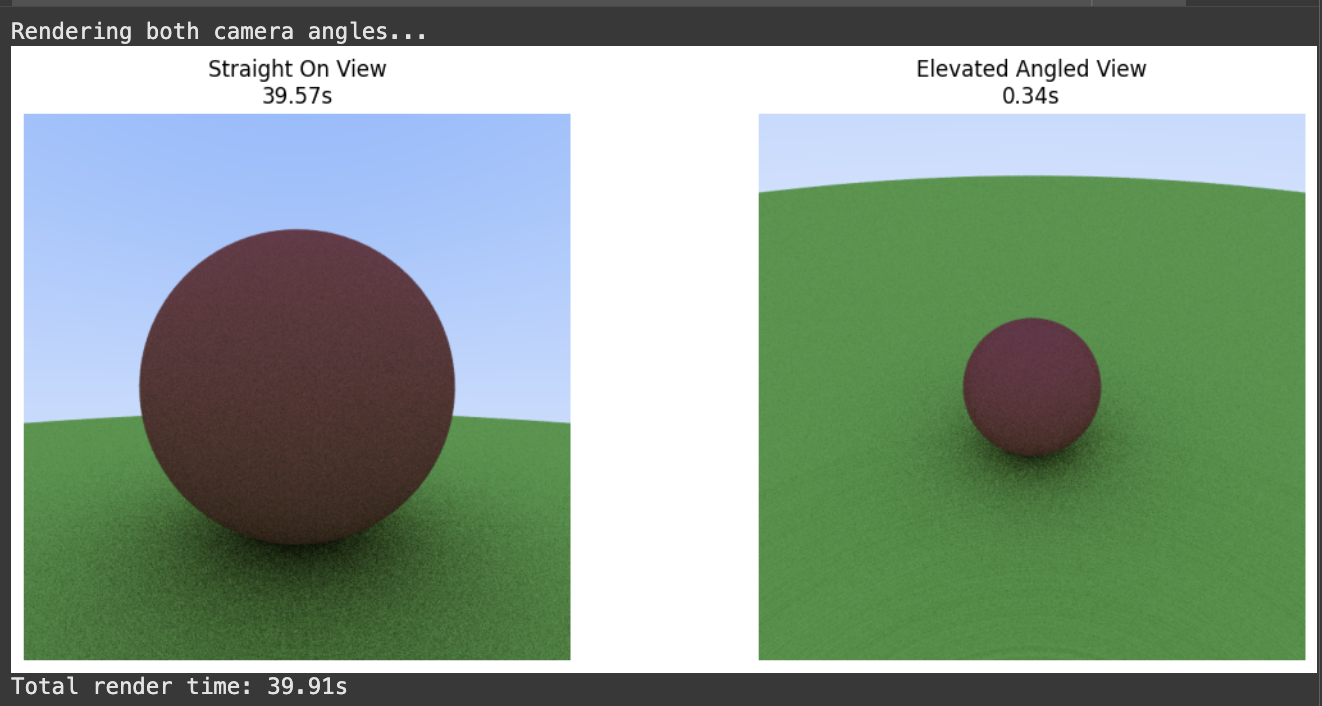 Rendering both camera angles...
Straight On View
39.57s
Elevated Angled View
0.34s
Total render time: 39.91s